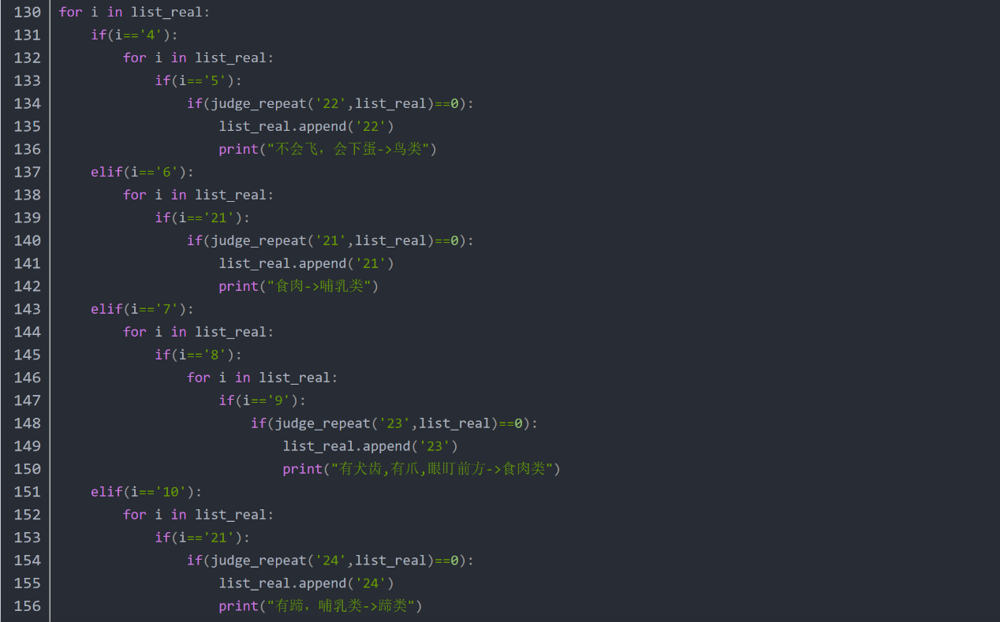 130 for i in list_real:
131     if(i=='4'):
132         for i in list_real:
133             if(i=='5'):
134                 if(judge_repeat('22',list_real)==0):
135                     list_real.append('22')
136                     print("不会飞，会下蛋->鸟类")
137     elif(i=='6'):
138         for i in list_real:
139             if(i=='21'):
140                 if(judge_repeat('21',list_real)==0):
141                     list_real.append('21')
142                     print("食肉->哺乳类")
143     elif(i=='7'):
144         for i in list_real:
145             if(i=='8'):
146                 for i in list_real:
147                     if(i=='9'):
148                         if(judge_repeat('23',list_real)==0):
149                             list_real.append('23')
150                             print("有犬齿,有爪,眼盯前方->食肉类")
151     elif(i=='10'):
152         for i in list_real:
153             if(i=='21'):
154                 if(judge_repeat('24',list_real)==0):
155                     list_real.append('24')
156                     print("有蹄，哺乳类->蹄类")